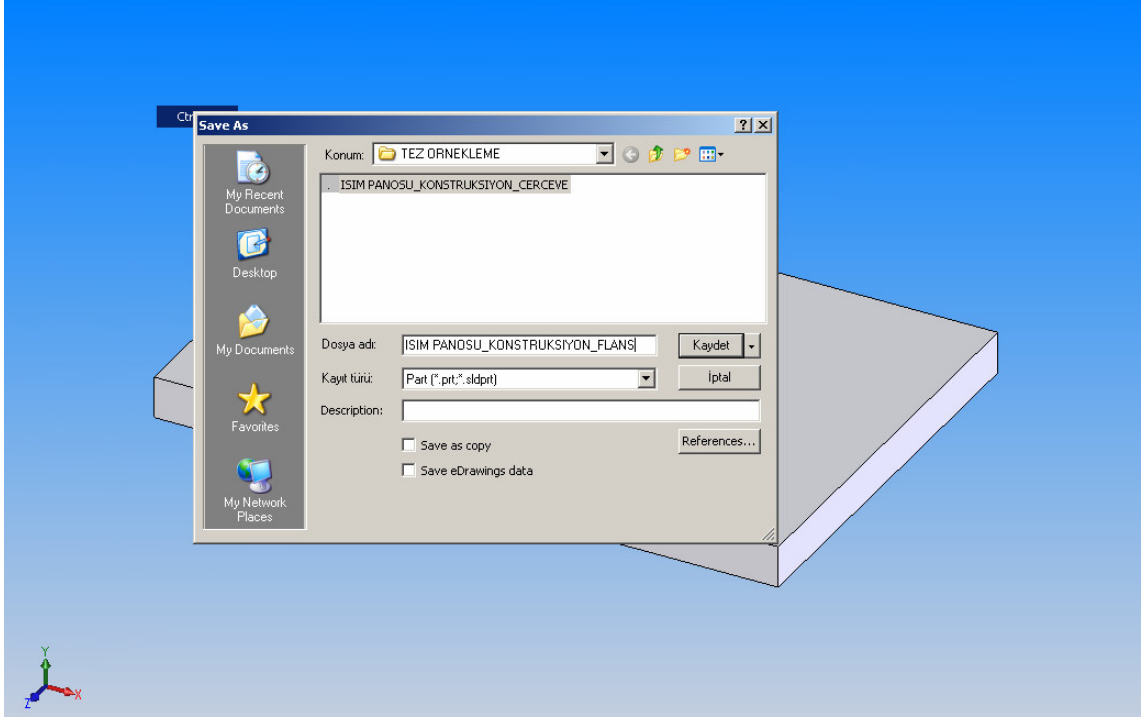 Ctr
Save As
Konum: TEZ ORNEKLEME
. ISIM PANOSU_KONSTRUKSIYON_CERCEVE
My Recent
Documents
Desktop
My Documents
Favorites
My Network
Places
Dosya adı: ISIM PANOSU_KONSTRUKSIYON_FLANS
Kaydet
Kayıt türü: Part (*.prt;*.sldprt)
İptal
Description:
References...
Save as copy
Save eDrawings data
Y
Z
X